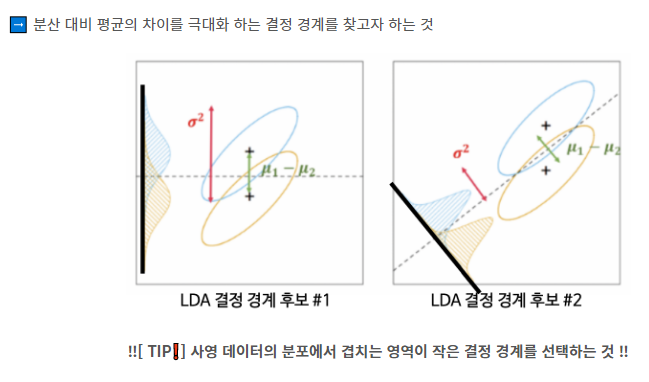 ➡ 분산 대비 평균의 차이를 극대화 하는 결정 경계를 찾고자 하는 것
σ²
μ₁ − μ₂
σ²
μ₁ − μ₂
LDA 결정 경계 후보 #1
LDA 결정 경계 후보 #2
!![ TIP❗] 사영 데이터의 분포에서 겹치는 영역이 작은 결정 경계를 선택하는 것 !!